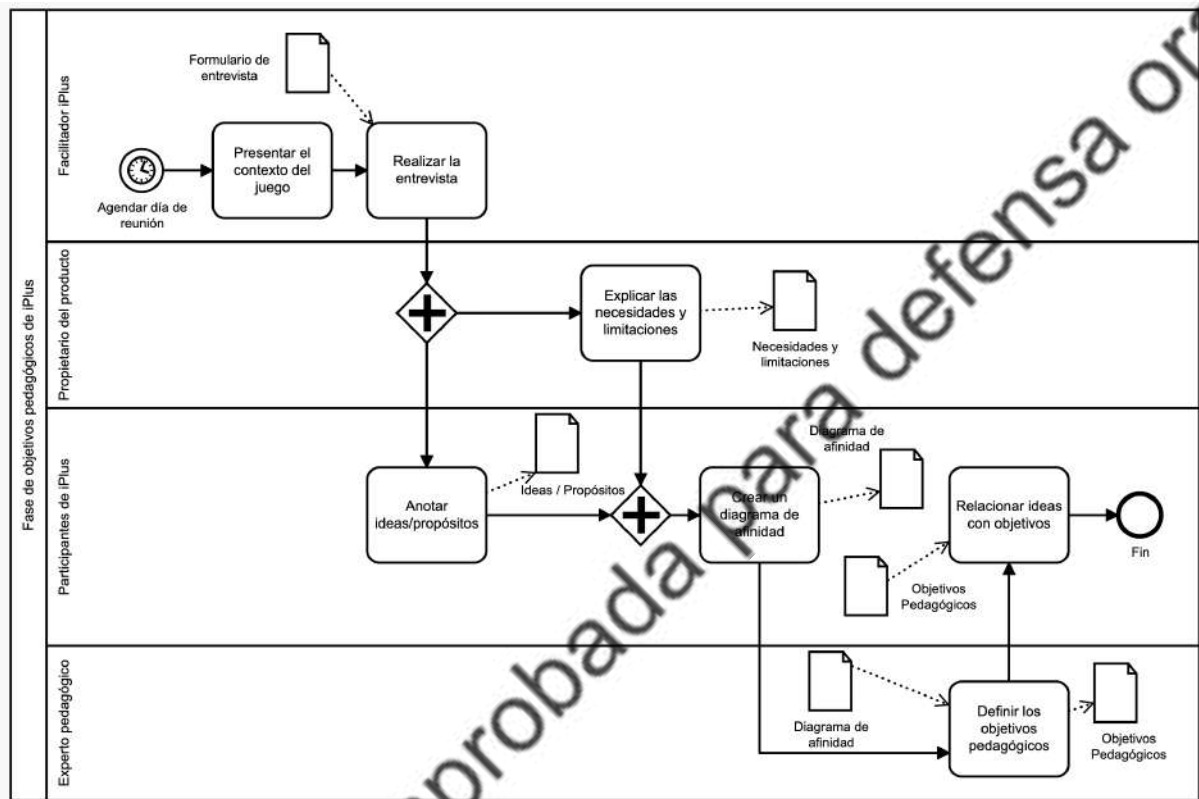 Fase de objetivos pedagógicos de iPlus
Facilitador iPlus
Formulario de
entrevista
Agendar día de
reunión
Presentar el
contexto del
juego
Realizar la
entrevista
Propietario del producto
Explicar las
necesidades y
limitaciones
Necesidades y
limitaciones
Participantes de iPlus
Anotar
ideas/propósitos
Ideas / Propósitos
Crear un
diagrama de
afinidad
Diagrama de
afinidad
Objetivos
Pedagógicos
Relacionar ideas
con objetivos
Fin
Experto pedagógico
Diagrama de
afinidad
Definir los
objetivos
pedagógicos
Objetivos
Pedagógicos
probada para defensa or